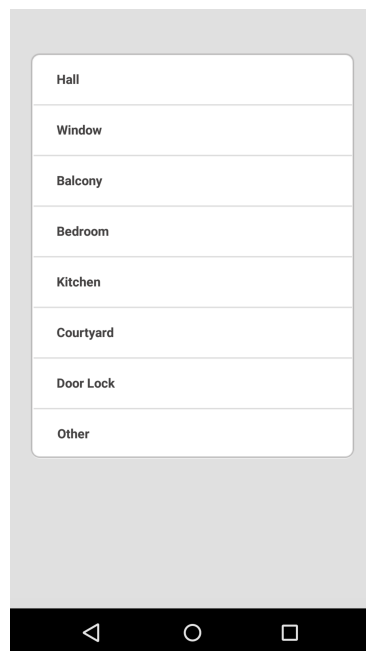 Hall
Window
Balcony
Bedroom
Kitchen
Courtyard
Door Lock
Other